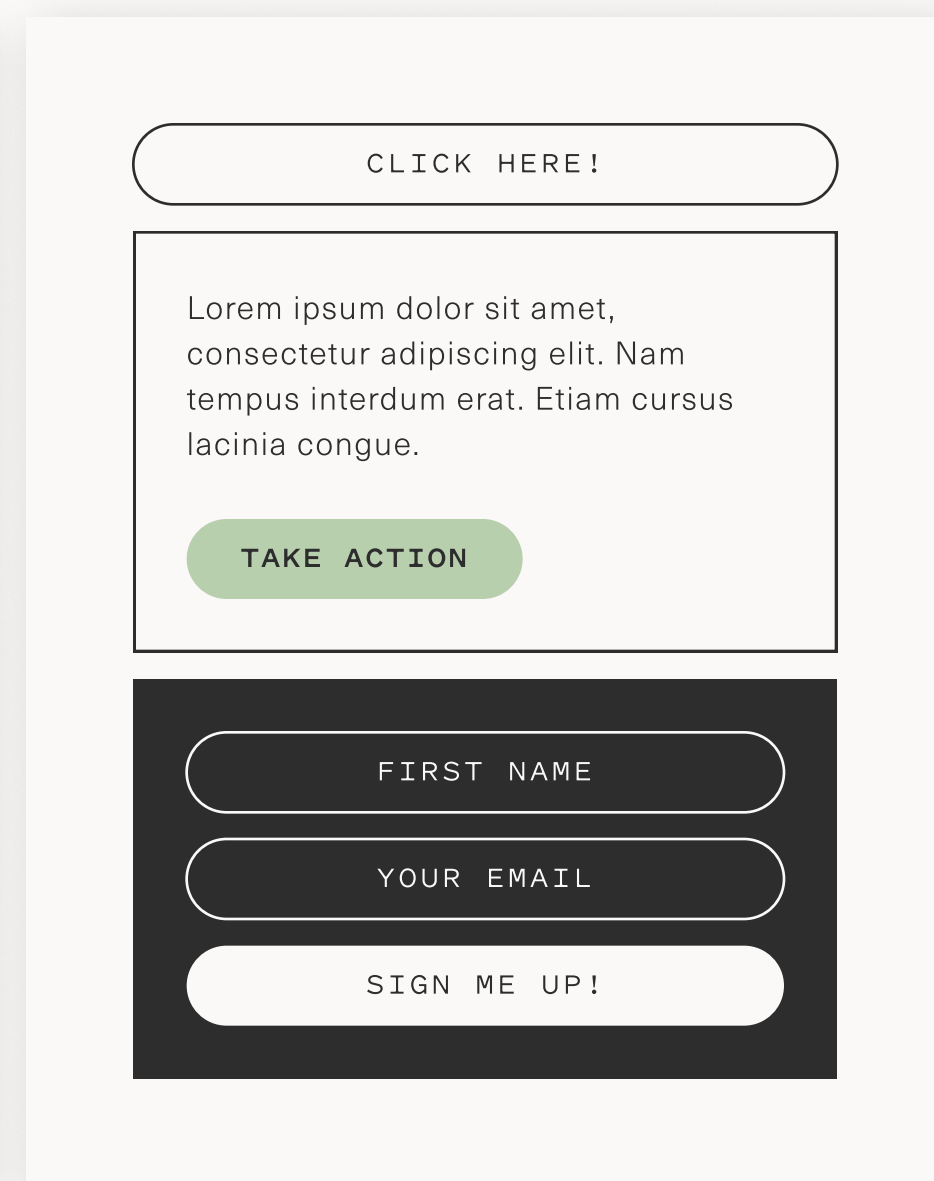 CLICK HERE!
Lorem ipsum dolor sit amet,
consectetur adipiscing elit. Nam
tempus interdum erat. Etiam cursus
lacinia congue.
TAKE ACTION
FIRST NAME
YOUR EMAIL
SIGN ME UP!